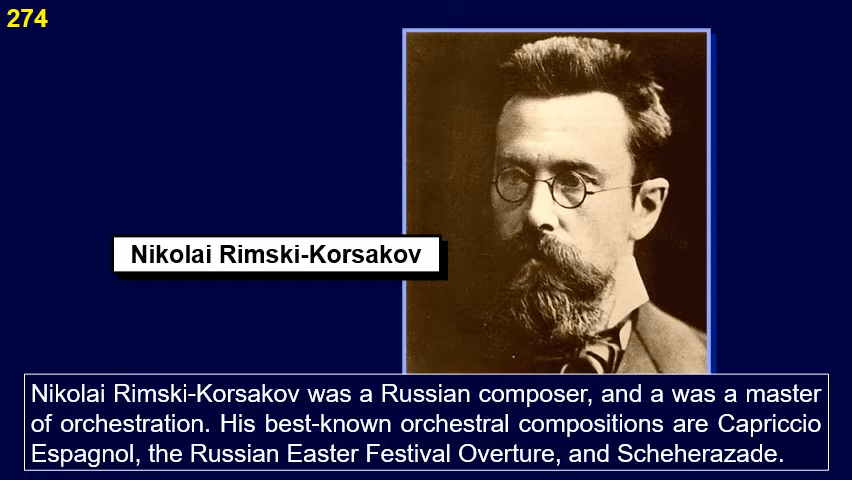 274
Nikolai Rimski-Korsakov
Nikolai Rimski-Korsakov was a Russian composer, and a was a master
of orchestration. His best-known orchestral compositions are Capriccio
Espagnol, the Russian Easter Festival Overture, and Scheherazade.